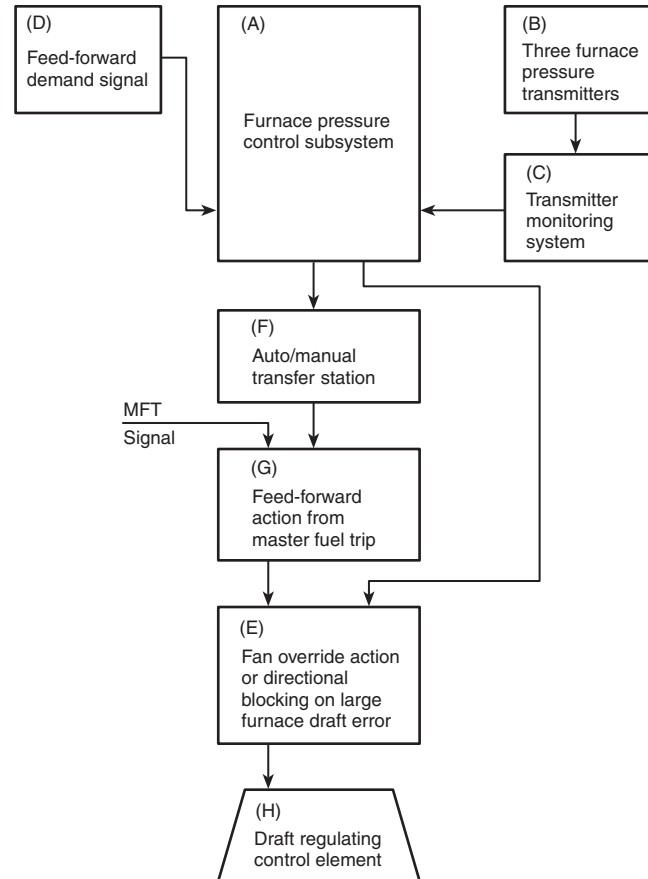 (D)
Feed-forward
demand signal
(A)
Furnace pressure
control subsystem
(B)
Three furnace
pressure
transmitters
(C)
Transmitter
monitoring
system
(F)
Auto/manual
transfer station
MFT
Signal
(G)
Feed-forward
action from
master fuel trip
(E)
Fan override action
or directional
blocking on large
furnace draft error
(H)
Draft regulating
control element